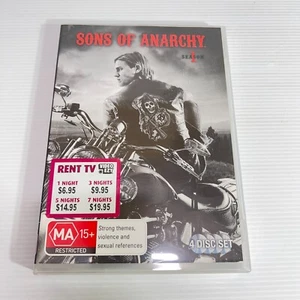 SONS OF ANARCHY
SEASON 1
RENT TV VIDEO EZY
1 NIGHT 3 NIGHTS
$6.95 $9.95
5 NIGHTS 7 NIGHTS
$14.95 $19.95
MA 15+
RESTRICTED
Strong themes,
violence and
sexual references
4 DISC SET